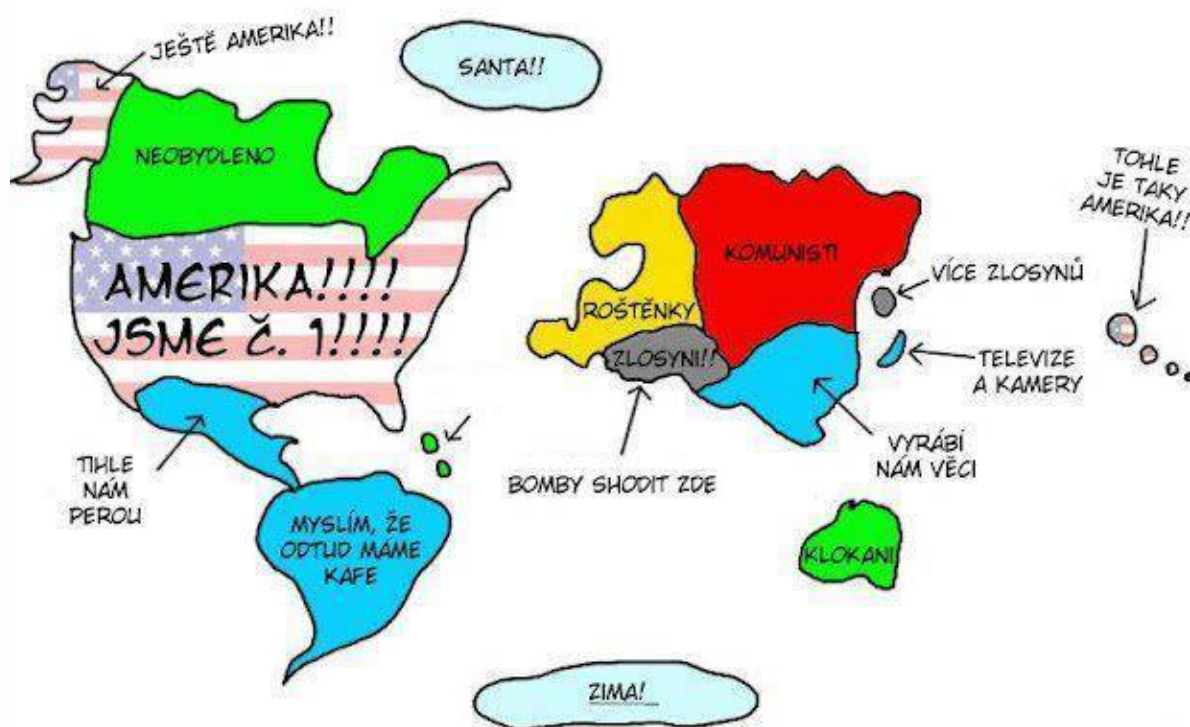 JEŠTĚ AMERIKA!!
SANTA!!
NEOBYDLENO
TOHLE
JE TAKY
AMERIKA!!
AMERIKA!!!!
JSME Č. 1!!!!
KOMUNISTI
VÍCE ZLOSYNŮ
ROŠTĚNKY
ZLOSYNI!!
TELEVIZE
A KAMERY
TIHLE
NÁM
PEROU
BOMBY SHODIT ZDE
VYRÁBÍ
NÁM VĚCI
MYSLÍM, ŽE
ODTUD MÁME
KAFE
KLOKANI
ZIMA!